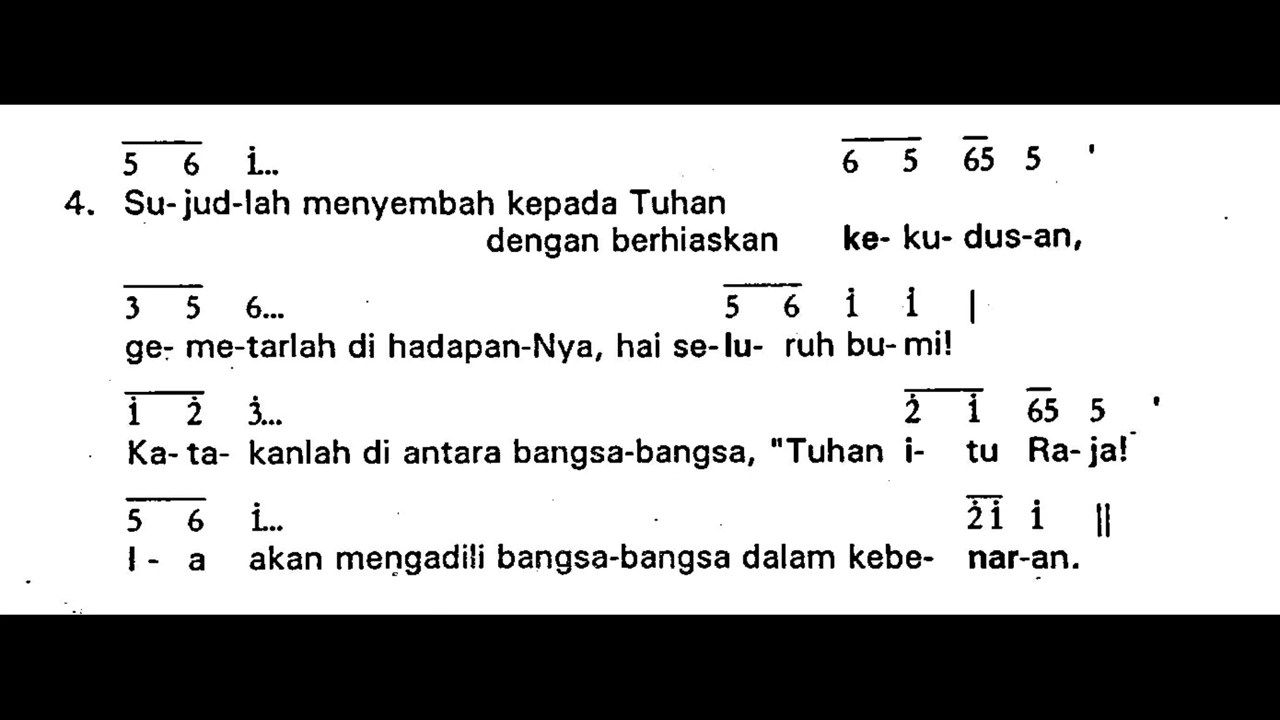 5 6 i̇... 6 5 65 5 '
4. Su-jud-lah menyembah kepada Tuhan
dengan berhiaskan ke- ku- dus-an,
3 5 6... 5 6 i̇ i̇ |
ge- me-tarlah di hadapan-Nya, hai se-lu- ruh bu-mi!
i̇ 2̇ 3̇... 2̇ i̇ 65 5 '
Ka- ta- kanlah di antara bangsa-bangsa, "Tuhan i- tu Ra- ja!
5 6 i̇... 2̇i̇ i̇ ||
I - a akan mengadili bangsa-bangsa dalam kebe- nar-an.